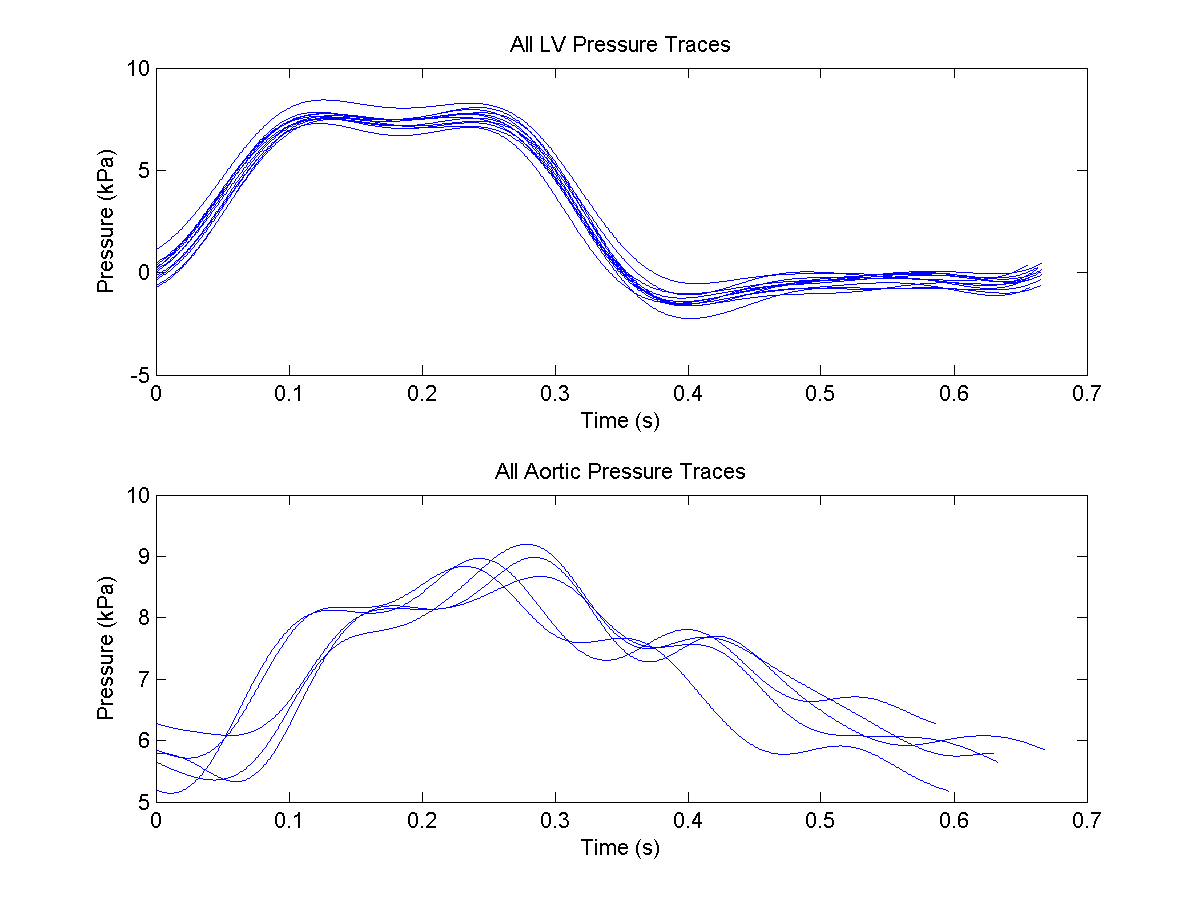 All LV Pressure Traces
10
5
0
-5
Pressure (kPa)
0 0.1 0.2 0.3 0.4 0.5 0.6 0.7
Time (s)
All Aortic Pressure Traces
10
9
8
7
6
5
Pressure (kPa)
0 0.1 0.2 0.3 0.4 0.5 0.6 0.7
Time (s)